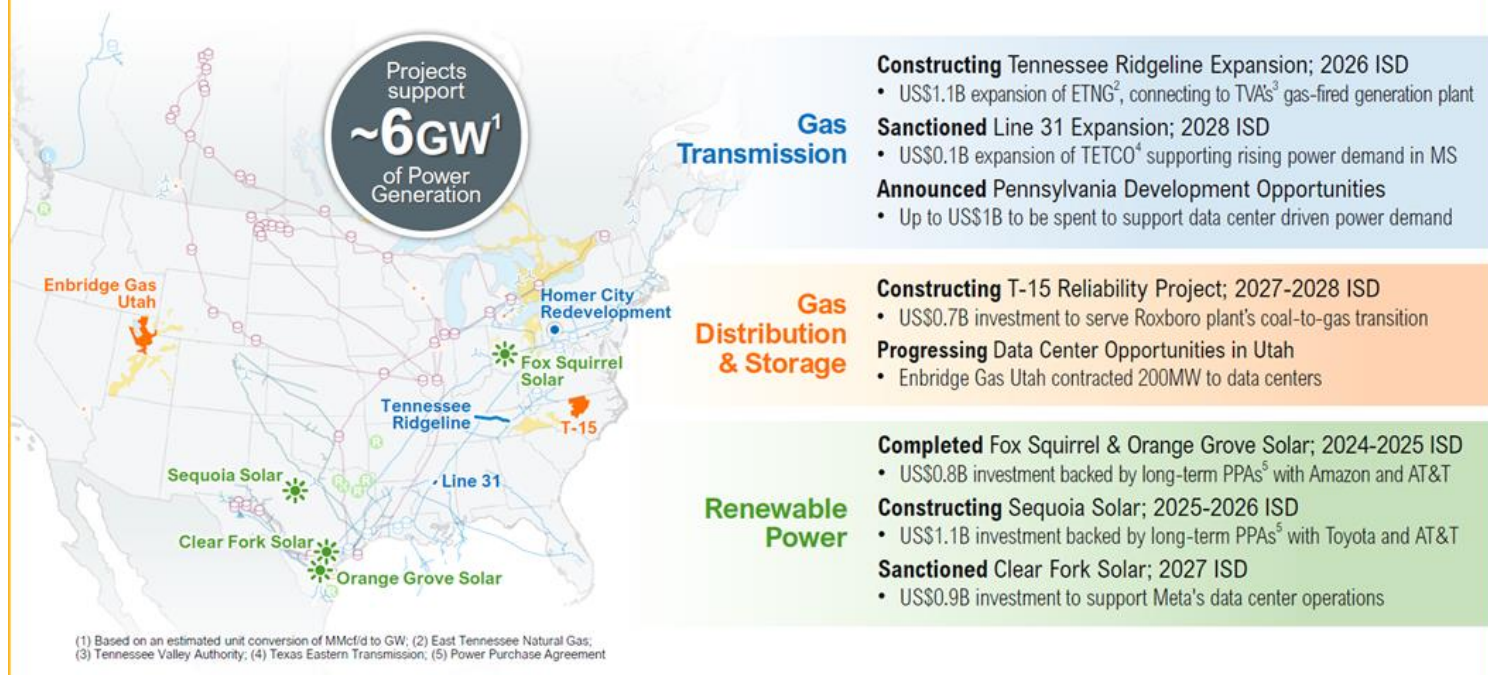 Projects
support
~6GW¹
of Power
Generation
Enbridge Gas
Utah
Homer City
Redevelopment
Fox Squirrel
Solar
Tennessee
Ridgeline
T-15
Sequoia Solar
Line 31
Clear Fork Solar
Orange Grove Solar
R
R
R
R
R
R
(1) Based on an estimated unit conversion of MMcf/d to GW; (2) East Tennessee Natural Gas;
(3) Tennessee Valley Authority; (4) Texas Eastern Transmission; (5) Power Purchase Agreement
Gas
Transmission
Constructing Tennessee Ridgeline Expansion; 2026 ISD
• US$1.1B expansion of ETNG², connecting to TVA's³ gas-fired generation plant
Sanctioned Line 31 Expansion; 2028 ISD
• US$0.1B expansion of TETCO⁴ supporting rising power demand in MS
Announced Pennsylvania Development Opportunities
• Up to US$1B to be spent to support data center driven power demand
Gas
Distribution
& Storage
Constructing T-15 Reliability Project; 2027-2028 ISD
• US$0.7B investment to serve Roxboro plant's coal-to-gas transition
Progressing Data Center Opportunities in Utah
• Enbridge Gas Utah contracted 200MW to data centers
Renewable
Power
Completed Fox Squirrel & Orange Grove Solar; 2024-2025 ISD
• US$0.8B investment backed by long-term PPAs⁵ with Amazon and AT&T
Constructing Sequoia Solar; 2025-2026 ISD
• US$1.1B investment backed by long-term PPAs⁵ with Toyota and AT&T
Sanctioned Clear Fork Solar; 2027 ISD
• US$0.9B investment to support Meta's data center operations